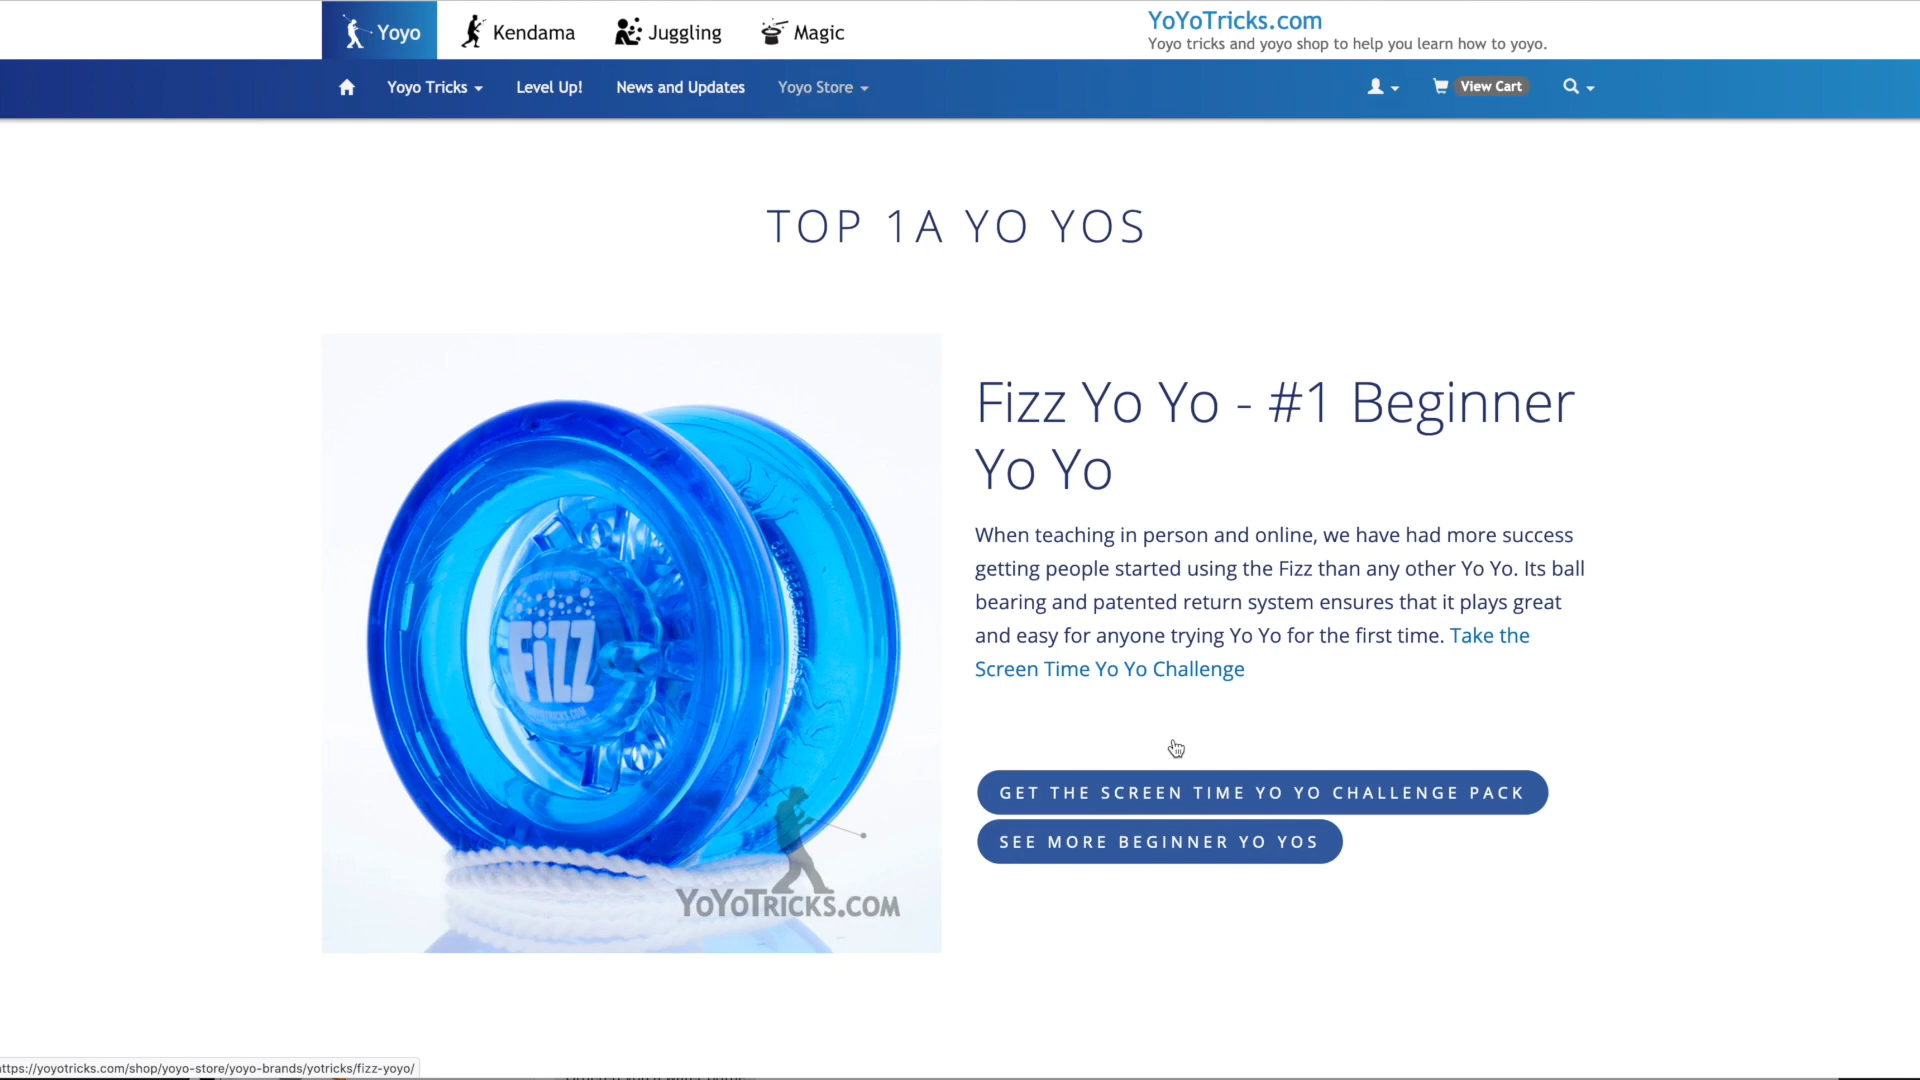 Yoyo
Kendama
Juggling
Magic
YoYoTricks.com
Yoyo tricks and yoyo shop to help you learn how to yoyo.
Yoyo Tricks
Level Up!
News and Updates
Yoyo Store
View Cart
TOP 1A YO YOS
FiZZ
YOYOTRICKS.COM
YOYOTRICKS.COM
Fizz Yo Yo - #1 Beginner
Yo Yo
When teaching in person and online, we have had more success
getting people started using the Fizz than any other Yo Yo. Its ball
bearing and patented return system ensures that it plays great
and easy for anyone trying Yo Yo for the first time. Take the
Screen Time Yo Yo Challenge
GET THE SCREEN TIME YO YO CHALLENGE PACK
SEE MORE BEGINNER YO YOS
ttps://yoyotricks.com/shop/yoyo-store/yoyo-brands/yotricks/fizz-yoyo/